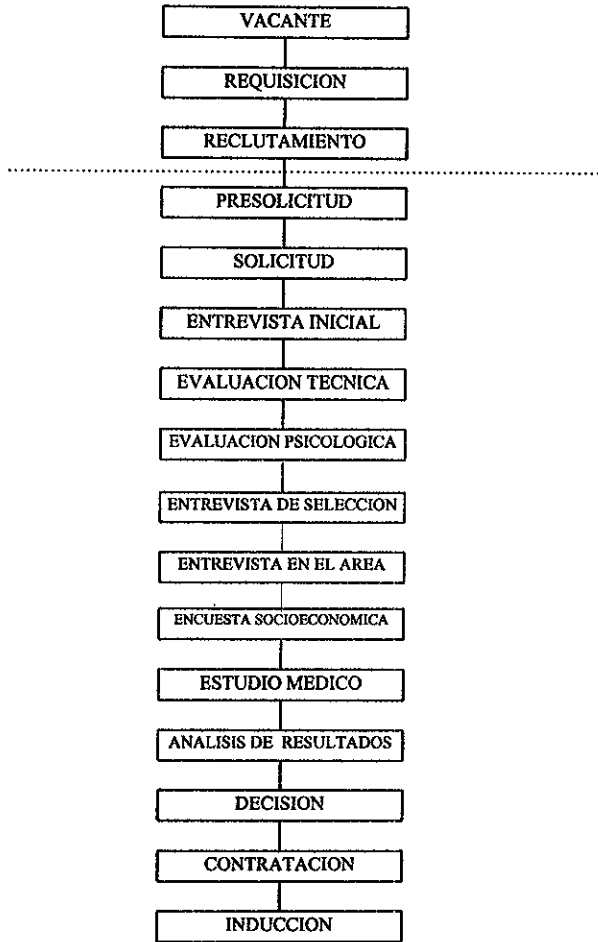 VACANTE
REQUISICION
RECLUTAMIENTO
PRESOLICITUD
SOLICITUD
ENTREVISTA INICIAL
EVALUACION TECNICA
EVALUACION PSICOLOGICA
ENTREVISTA DE SELECCION
ENTREVISTA EN EL AREA
ENCUESTA SOCIOECONOMICA
ESTUDIO MEDICO
ANALISIS DE RESULTADOS
DECISION
CONTRATACION
INDUCCION